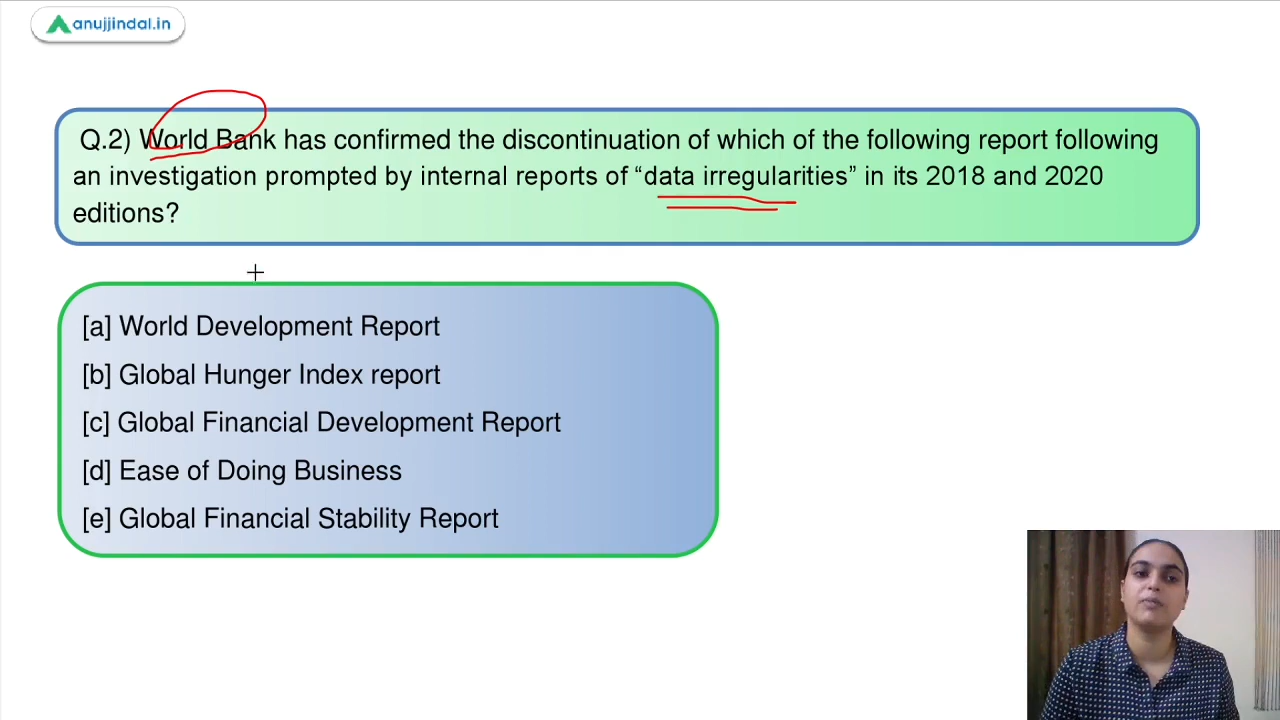 anujjindal.in
Q.2) World Bank has confirmed the discontinuation of which of the following report following
an investigation prompted by internal reports of “data irregularities” in its 2018 and 2020
editions?
[a] World Development Report
[b] Global Hunger Index report
[c] Global Financial Development Report
[d] Ease of Doing Business
[e] Global Financial Stability Report